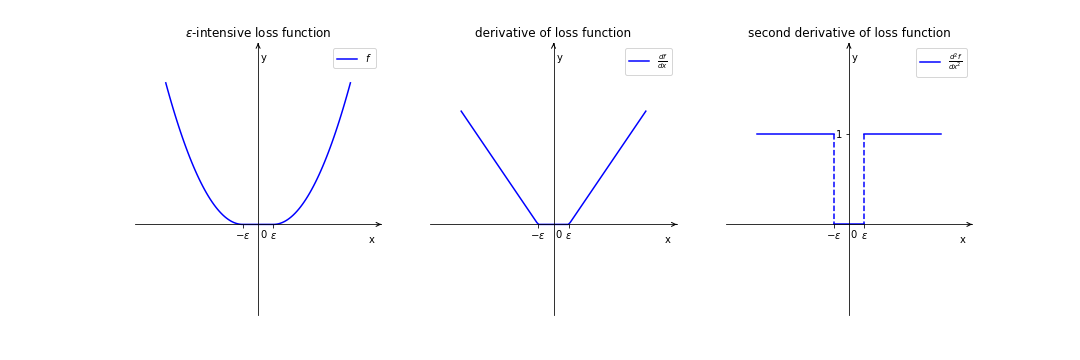 ε-intensive loss function
y
f
−ε
0
ε
x
derivative of loss function
y
df/dx
−ε
0
ε
x
second derivative of loss function
y
d²f/dx²
1
−ε
0
ε
x